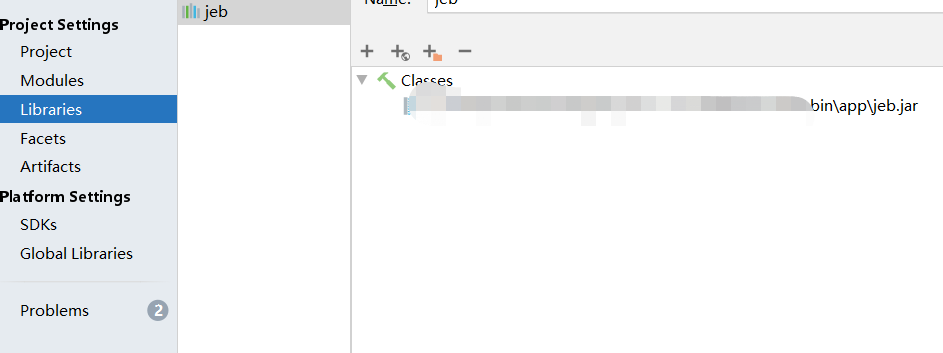 Project Settings
Project
Modules
Libraries
Facets
Artifacts
Platform Settings
SDKs
Global Libraries
Problems
2
jeb
Name:
jeb
Classes
bin\app\jeb.jar